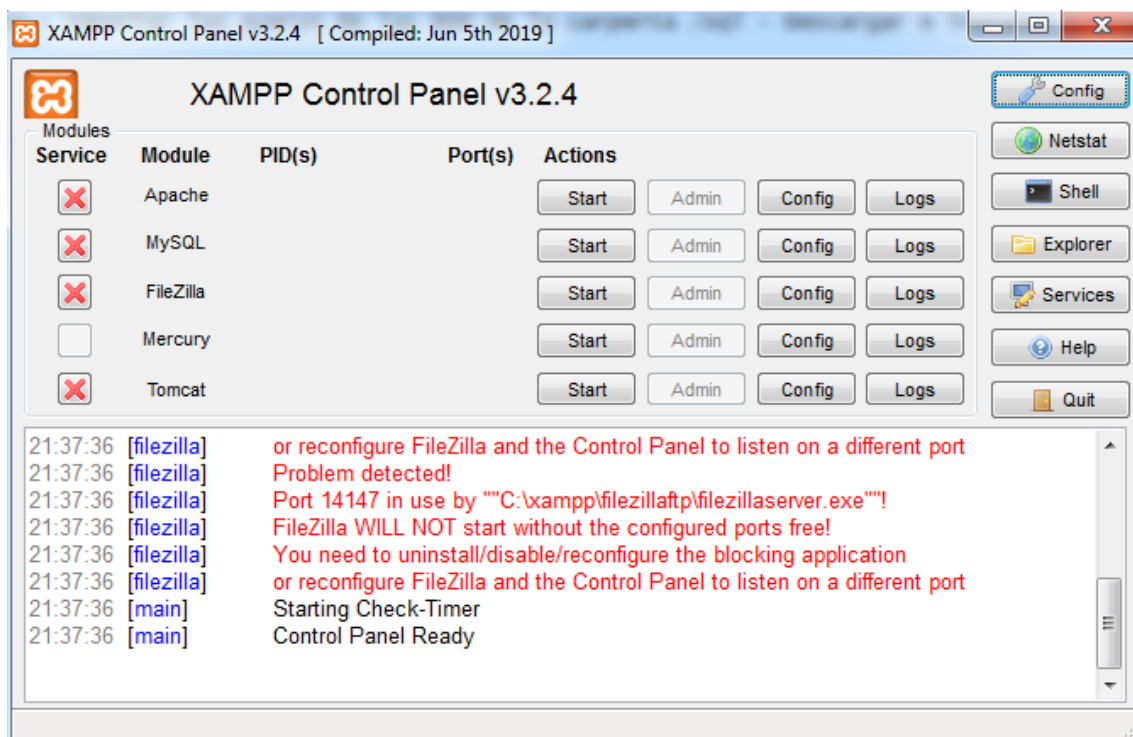 XAMPP Control Panel v3.2.4 [ Compiled: Jun 5th 2019 ]
XAMPP Control Panel v3.2.4
Config
Modules
Service Module PID(s) Port(s) Actions
Netstat
Apache Start Admin Config Logs
Shell
MySQL Start Admin Config Logs
Explorer
FileZilla Start Admin Config Logs
Services
Mercury Start Admin Config Logs
Help
Tomcat Start Admin Config Logs
Quit
21:37:36 [filezilla] or reconfigure FileZilla and the Control Panel to listen on a different port
21:37:36 [filezilla] Problem detected!
21:37:36 [filezilla] Port 14147 in use by ""C:\xampp\filezillaftp\filezillaserver.exe""!
21:37:36 [filezilla] FileZilla WILL NOT start without the configured ports free!
21:37:36 [filezilla] You need to uninstall/disable/reconfigure the blocking application
21:37:36 [filezilla] or reconfigure FileZilla and the Control Panel to listen on a different port
21:37:36 [main] Starting Check-Timer
21:37:36 [main] Control Panel Ready